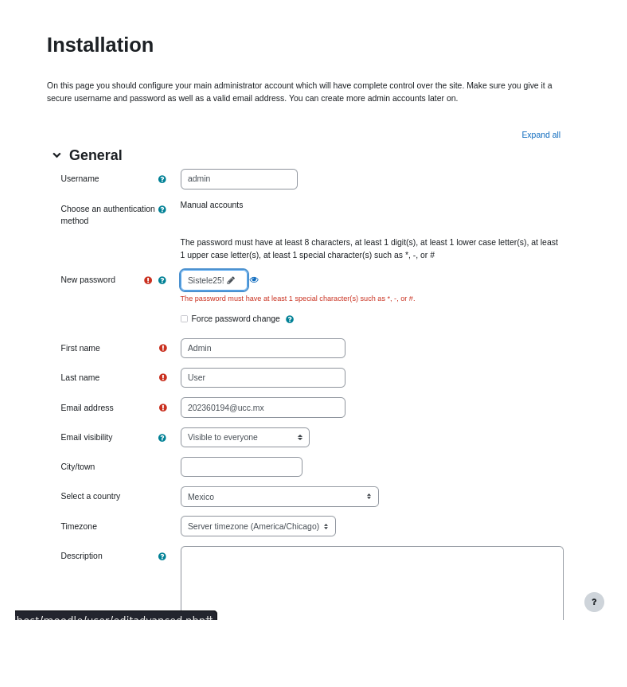 Installation
On this page you should configure your main administrator account which will have complete control over the site. Make sure you give it a
secure username and password as well as a valid email address. You can create more admin accounts later on.
Expand all
General
Username
admin
Choose an authentication
method
Manual accounts
The password must have at least 8 characters, at least 1 digit(s), at least 1 lower case letter(s), at least
1 upper case letter(s), at least 1 special character(s) such as *, -, or #
New password
Sistele25!
The password must have at least 1 special character(s) such as *, -, or #.
Force password change
First name
Admin
Last name
User
Email address
202360194@ucc.mx
Email visibility
Visible to everyone
City/town
Select a country
Mexico
Timezone
Server timezone (America/Chicago)
Description
?
host/moodle/user/editadvanced.php#